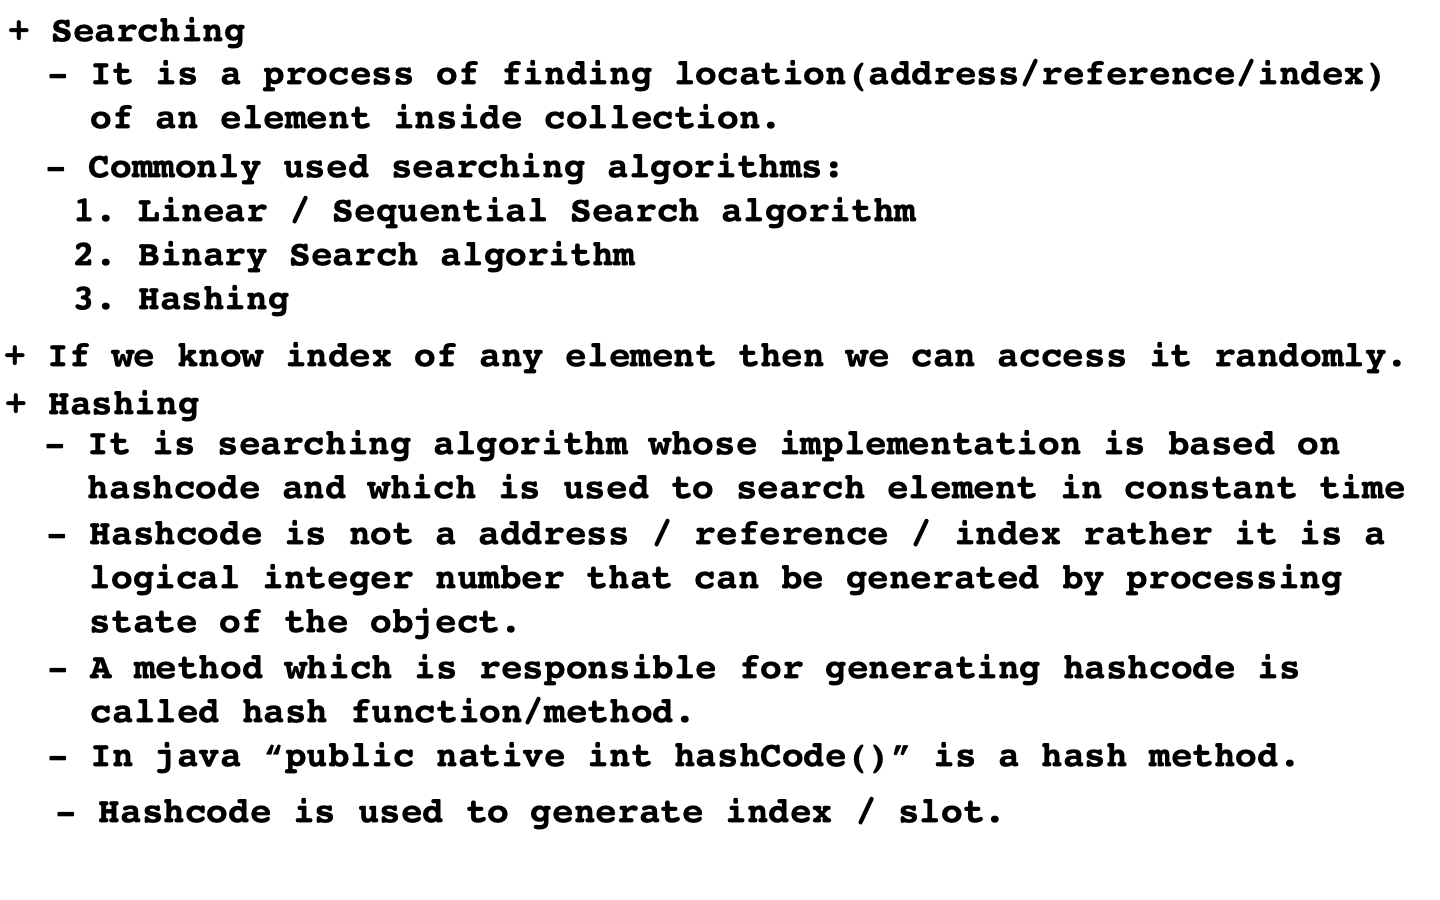 + Searching
- It is a process of finding location(address/reference/index)
of an element inside collection.
- Commonly used searching algorithms:
1. Linear / Sequential Search algorithm
2. Binary Search algorithm
3. Hashing
+ If we know index of any element then we can access it randomly.
+ Hashing
- It is searching algorithm whose implementation is based on
hashcode and which is used to search element in constant time
- Hashcode is not a address / reference / index rather it is a
logical integer number that can be generated by processing
state of the object.
- A method which is responsible for generating hashcode is
called hash function/method.
- In java “public native int hashCode()” is a hash method.
- Hashcode is used to generate index / slot.